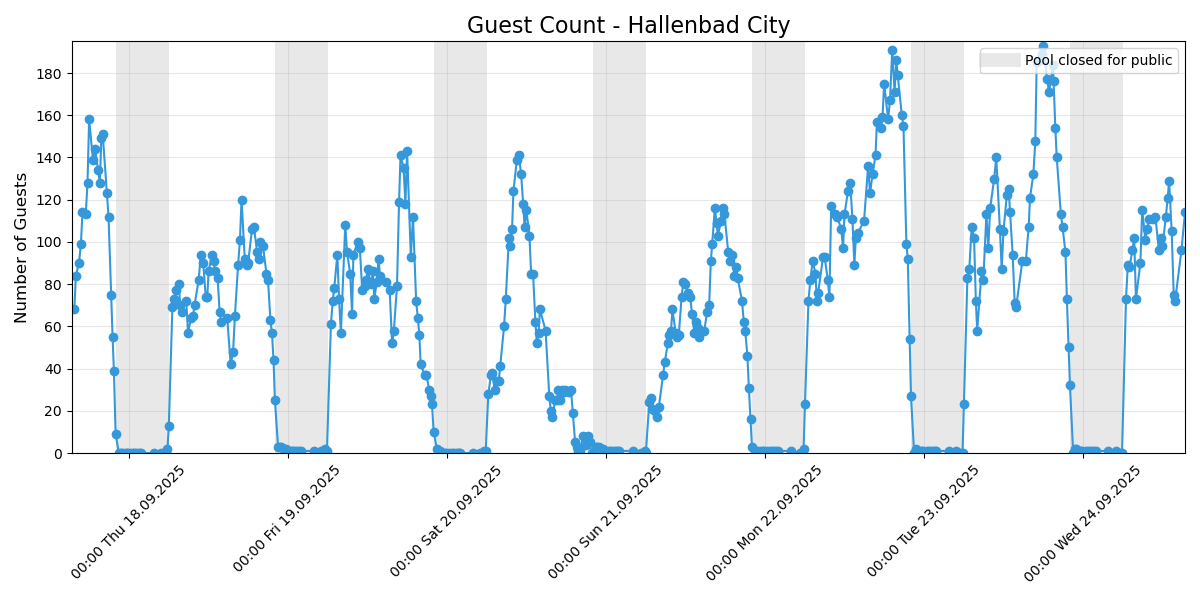 Guest Count - Hallenbad City
Pool closed for public
Number of Guests
180
160
140
120
100
80
60
40
20
0
00:00 Thu 18.09.2025
00:00 Fri 19.09.2025
00:00 Sat 20.09.2025
00:00 Sun 21.09.2025
00:00 Mon 22.09.2025
00:00 Tue 23.09.2025
00:00 Wed 24.09.2025